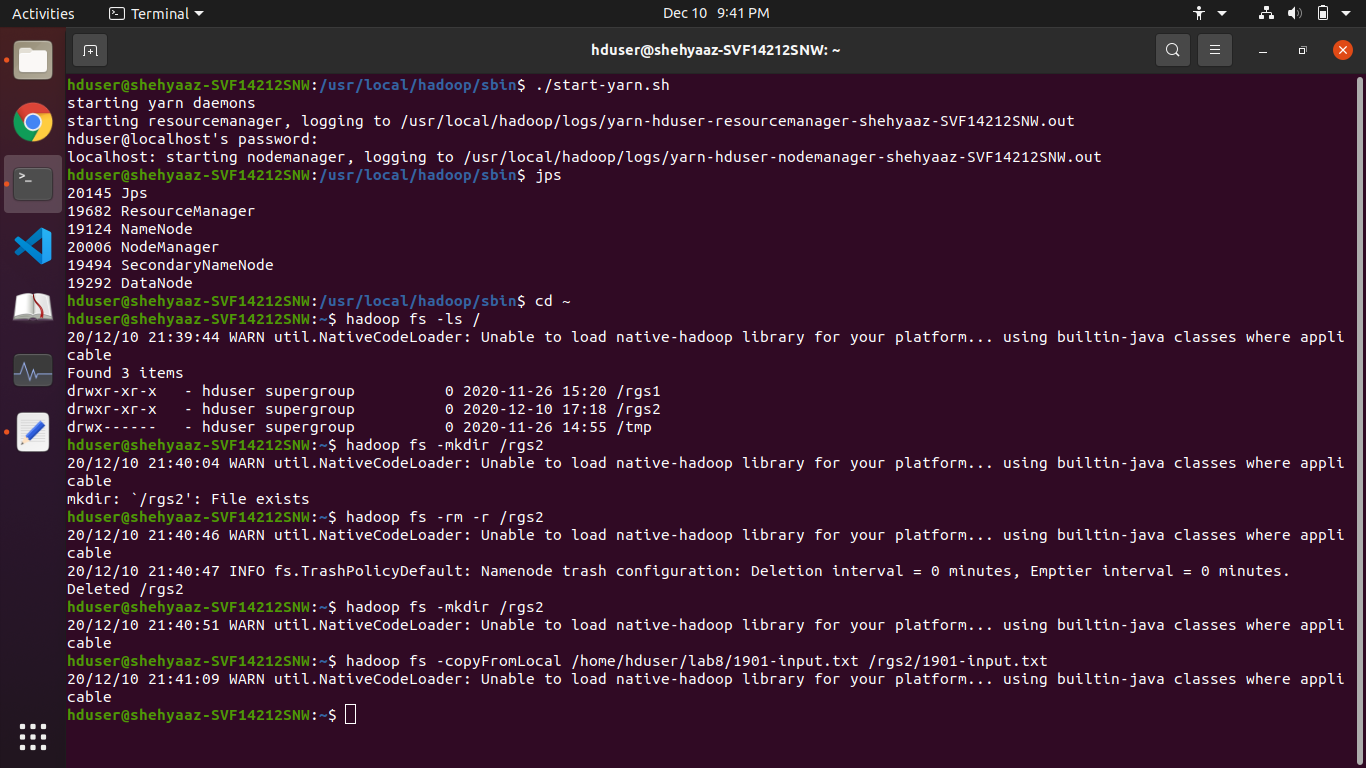 Activities Terminal Dec 10 9:41 PM
hduser@shehyaaz-SVF14212SNW: ~
hduser@shehyaaz-SVF14212SNW:/usr/local/hadoop/sbin$ ./start-yarn.sh
starting yarn daemons
starting resourcemanager, logging to /usr/local/hadoop/logs/yarn-hduser-resourcemanager-shehyaaz-SVF14212SNW.out
hduser@localhost's password:
localhost: starting nodemanager, logging to /usr/local/hadoop/logs/yarn-hduser-nodemanager-shehyaaz-SVF14212SNW.out
hduser@shehyaaz-SVF14212SNW:/usr/local/hadoop/sbin$ jps
20145 Jps
19682 ResourceManager
19124 NameNode
20006 NodeManager
19494 SecondaryNameNode
19292 DataNode
hduser@shehyaaz-SVF14212SNW:/usr/local/hadoop/sbin$ cd ~
hduser@shehyaaz-SVF14212SNW:~$ hadoop fs -ls /
20/12/10 21:39:44 WARN util.NativeCodeLoader: Unable to load native-hadoop library for your platform... using builtin-java classes where appli
cable
Found 3 items
drwxr-xr-x   - hduser supergroup          0 2020-11-26 15:20 /rgs1
drwxr-xr-x   - hduser supergroup          0 2020-12-10 17:18 /rgs2
drwx------   - hduser supergroup          0 2020-11-26 14:55 /tmp
hduser@shehyaaz-SVF14212SNW:~$ hadoop fs -mkdir /rgs2
20/12/10 21:40:04 WARN util.NativeCodeLoader: Unable to load native-hadoop library for your platform... using builtin-java classes where appli
cable
mkdir: `/rgs2': File exists
hduser@shehyaaz-SVF14212SNW:~$ hadoop fs -rm -r /rgs2
20/12/10 21:40:46 WARN util.NativeCodeLoader: Unable to load native-hadoop library for your platform... using builtin-java classes where appli
cable
20/12/10 21:40:47 INFO fs.TrashPolicyDefault: Namenode trash configuration: Deletion interval = 0 minutes, Emptier interval = 0 minutes.
Deleted /rgs2
hduser@shehyaaz-SVF14212SNW:~$ hadoop fs -mkdir /rgs2
20/12/10 21:40:51 WARN util.NativeCodeLoader: Unable to load native-hadoop library for your platform... using builtin-java classes where appli
cable
hduser@shehyaaz-SVF14212SNW:~$ hadoop fs -copyFromLocal /home/hduser/lab8/1901-input.txt /rgs2/1901-input.txt
20/12/10 21:41:09 WARN util.NativeCodeLoader: Unable to load native-hadoop library for your platform... using builtin-java classes where appli
cable
hduser@shehyaaz-SVF14212SNW:~$